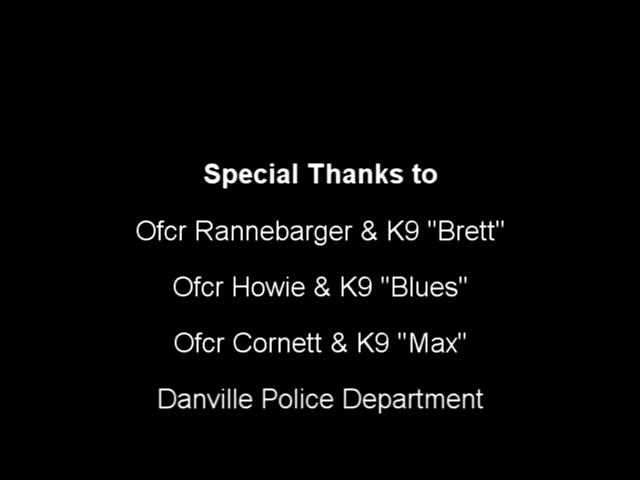 Special Thanks to
Ofcr Rannebarger & K9 "Brett"
Ofcr Howie & K9 "Blues"
Ofcr Cornett & K9 "Max"
Danville Police Department